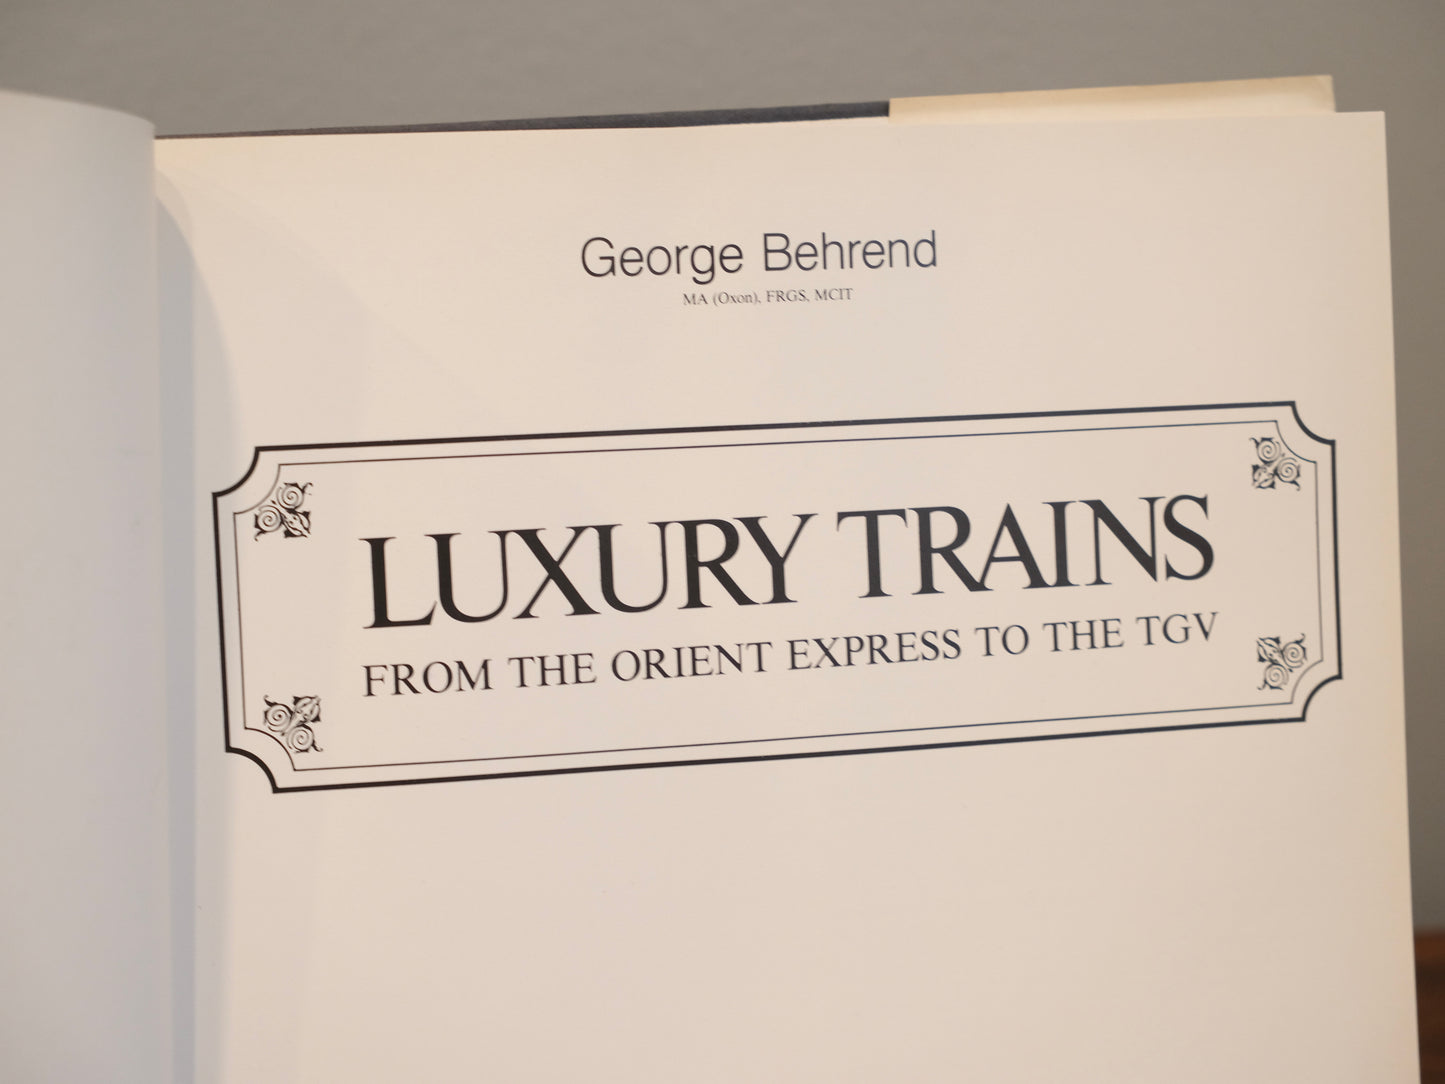 George Behrend
MA (Oxon), FRGS, MCIT
LUXURY TRAINS
FROM THE ORIENT EXPRESS TO THE TGV